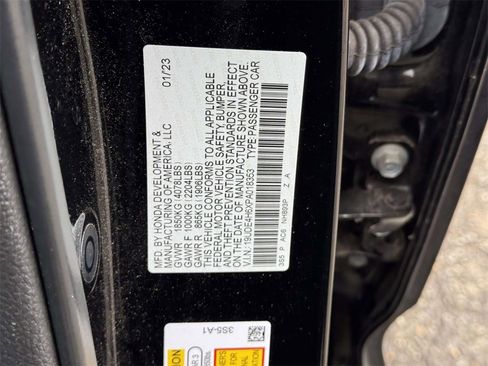 MFD BY HONDA DEVELOPMENT &
MANUFACTURING OF AMERICA, LLC 01/23
GVWR 1850KG (4078LBS)
GAWR F 1000KG (2204LBS)
GAWR R 865KG (1906LBS)
THIS VEHICLE CONFORMS TO ALL APPLICABLE
FEDERAL MOTOR VEHICLE SAFETY, BUMPER,
AND THEFT PREVENTION STANDARDS IN EFFECT
ON THE DATE OF MANUFACTURE SHOWN ABOVE.
V.I.N.: 19UDE4H6XPA018353 TYPE:PASSENGER CAR
3S5 P AC6 NH893P Z A
3S5-A1